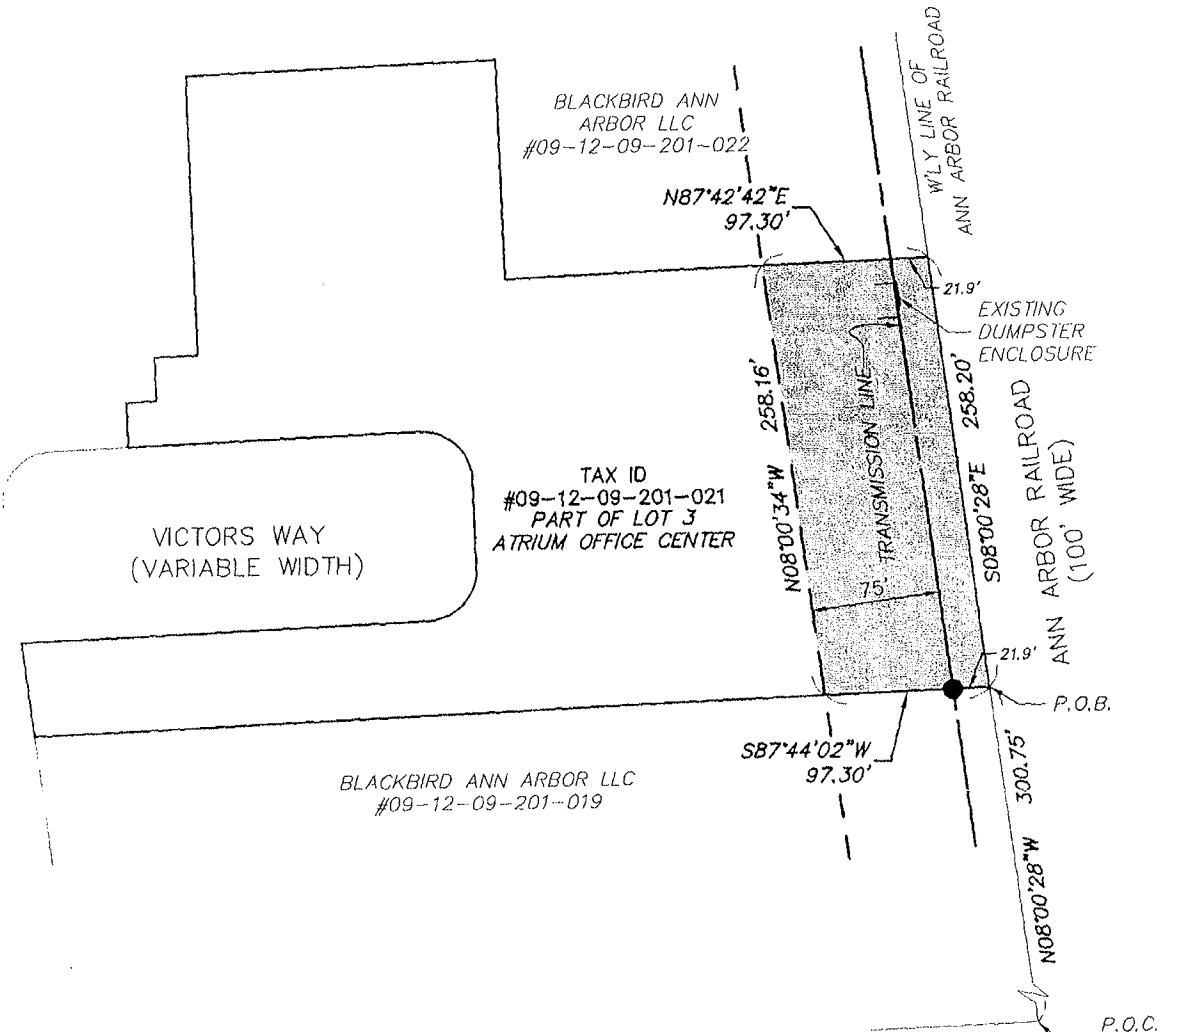 W'LY LINE OF
ANN ARBOR RAILROAD
BLACKBIRD ANN
ARBOR LLC
#09-12-09-201-022
N87°42'42"E
97.30'
21.9'
EXISTING
DUMPSTER
ENCLOSURE
258.16'
N08°00'34"W
TRANSMISSION LINE
258.20'
S08°00'28"E
ANN ARBOR RAILROAD
(100' WIDE)
TAX ID
#09-12-09-201-021
PART OF LOT 3
ATRIUM OFFICE CENTER
VICTORS WAY
(VARIABLE WIDTH)
75'
21.9'
P.O.B.
S87°44'02"W
97.30'
BLACKBIRD ANN ARBOR LLC
#09-12-09-201-019
N08°00'28"W 300.75'
P.O.C.